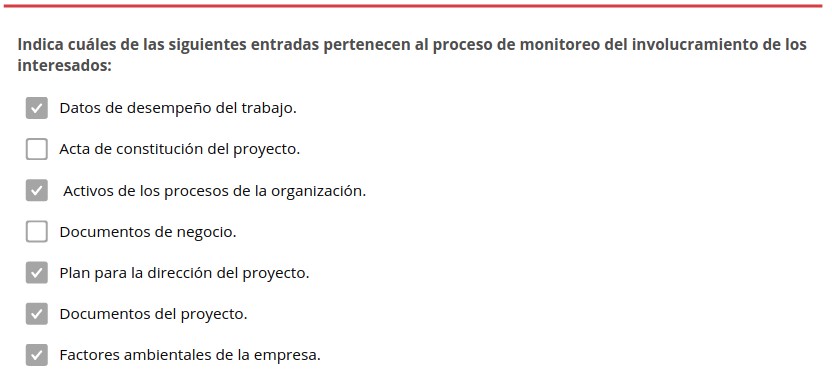 Indica cuáles de las siguientes entradas pertenecen al proceso de monitoreo del involucramiento de los
interesados:
Datos de desempeño del trabajo.
Acta de constitución del proyecto.
Activos de los procesos de la organización.
Documentos de negocio.
Plan para la dirección del proyecto.
Documentos del proyecto.
Factores ambientales de la empresa.